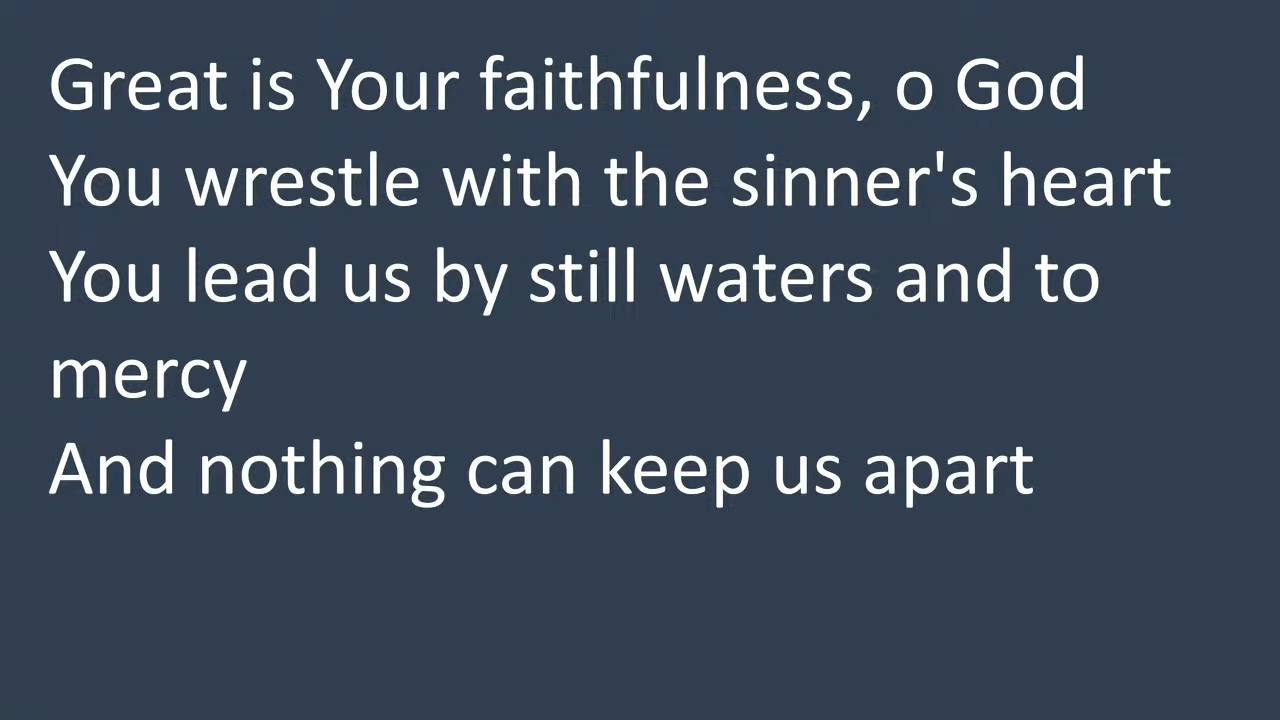 Great is Your faithfulness, o God
You wrestle with the sinner's heart
You lead us by still waters and to
mercy
And nothing can keep us apart